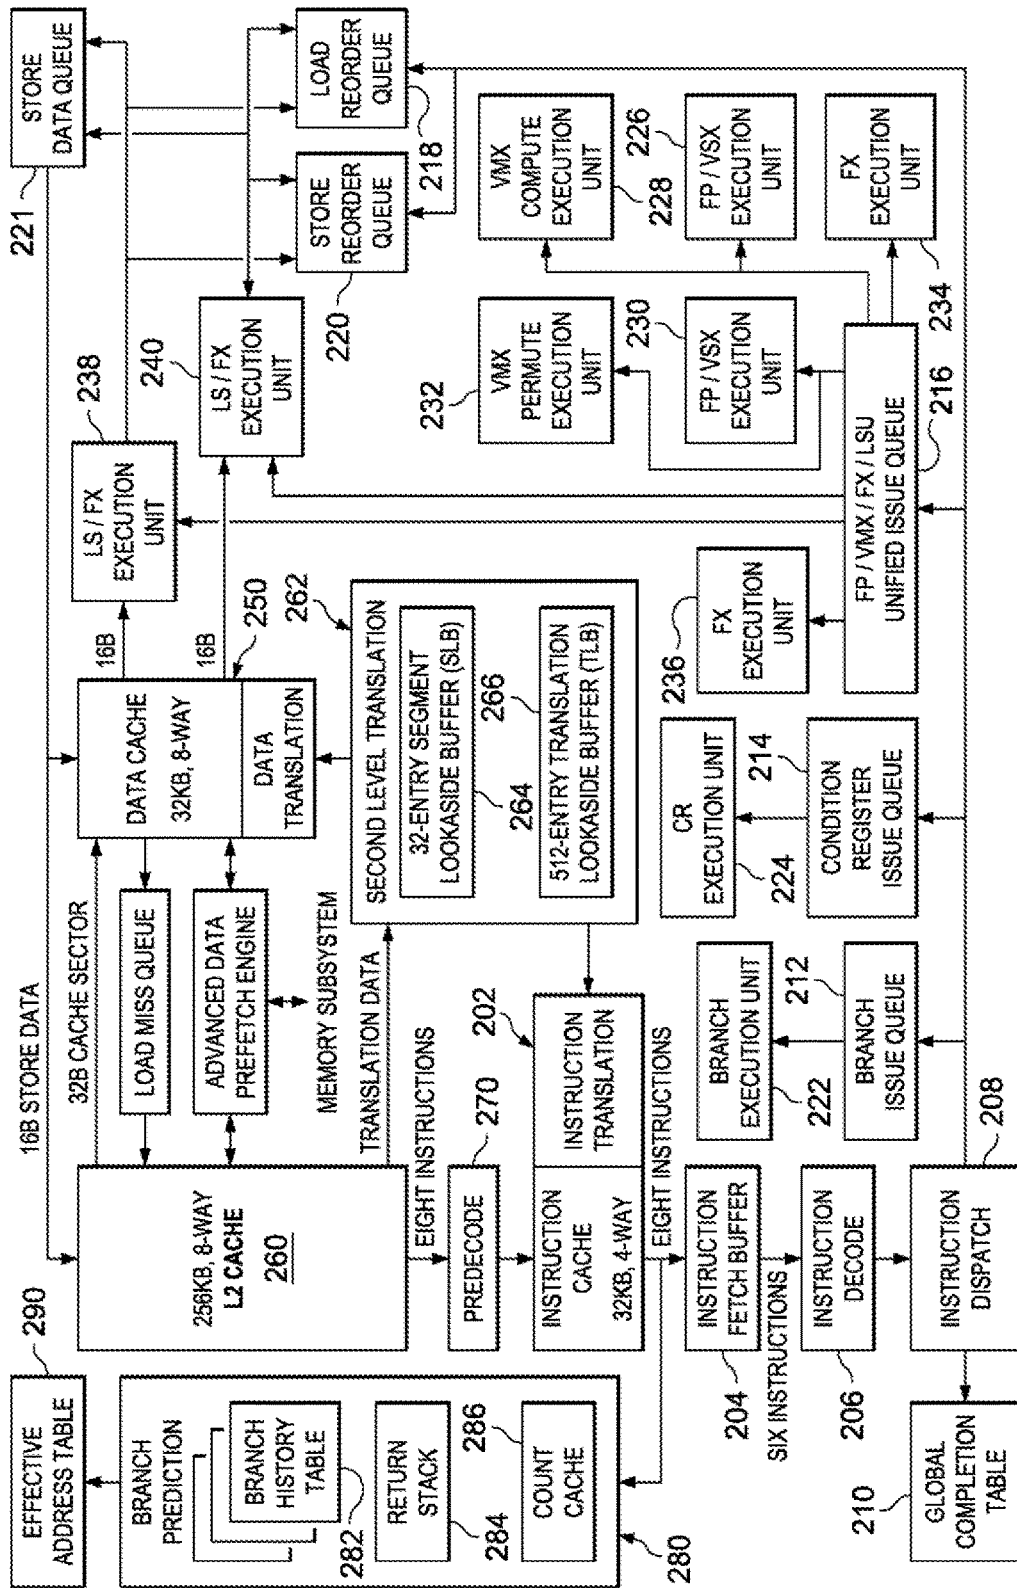 EFFECTIVE
ADDRESS TABLE
290
BRANCH
PREDICTION
BRANCH
HISTORY
TABLE
282
RETURN
STACK
284
286
COUNT
CACHE
280
16B STORE DATA
256KB, 8-WAY
L2 CACHE
260
32B CACHE SECTOR
LOAD MISS QUEUE
ADVANCED DATA
PREFETCH ENGINE
MEMORY SUBSYSTEM
TRANSLATION DATA
EIGHT INSTRUCTIONS
PREDECODE
270
INSTRUCTION
CACHE
32KB, 4-WAY
INSTRUCTION
TRANSLATION
202
EIGHT INSTRUCTIONS
INSTRUCTION
FETCH BUFFER
204
SIX INSTRUCTIONS
INSTRUCTION
DECODE
206
INSTRUCTION
DISPATCH
208
GLOBAL
COMPLETION
TABLE
210
DATA CACHE
32KB, 8-WAY
DATA
TRANSLATION
250
16B
16B
SECOND LEVEL TRANSLATION
262
32-ENTRY SEGMENT
LOOKASIDE BUFFER (SLB)
264
266
512-ENTRY TRANSLATION
LOOKASIDE BUFFER (TLB)
BRANCH
EXECUTION UNIT
222
212
BRANCH
ISSUE QUEUE
CR
EXECUTION UNIT
224
214
CONDITION
REGISTER
ISSUE QUEUE
236
FX
EXECUTION
UNIT
FP / VMX / FX / LSU
UNIFIED ISSUE QUEUE
216
LS / FX
EXECUTION
UNIT
238
LS / FX
EXECUTION
UNIT
240
STORE
DATA QUEUE
221
STORE
REORDER
QUEUE
220
LOAD
REORDER
QUEUE
218
VMX
PERMUTE
EXECUTION
UNIT
232
FP / VSX
EXECUTION
UNIT
230
VMX
COMPUTE
EXECUTION
UNIT
228
FP / VSX
EXECUTION
UNIT
226
FX
EXECUTION
UNIT
234